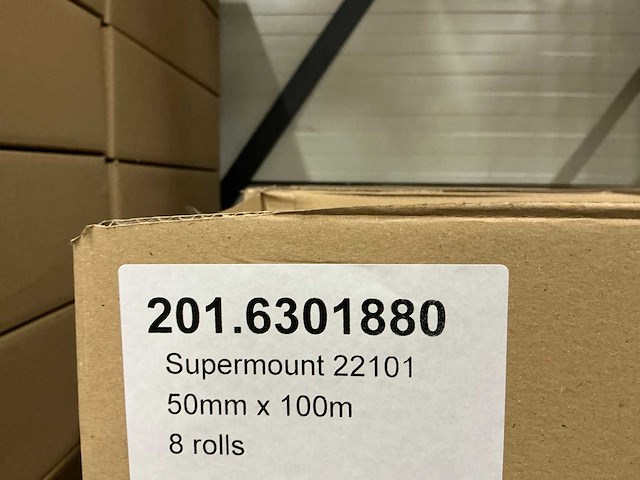 201.6301880
Supermount 22101
50mm x 100m
8 rolls